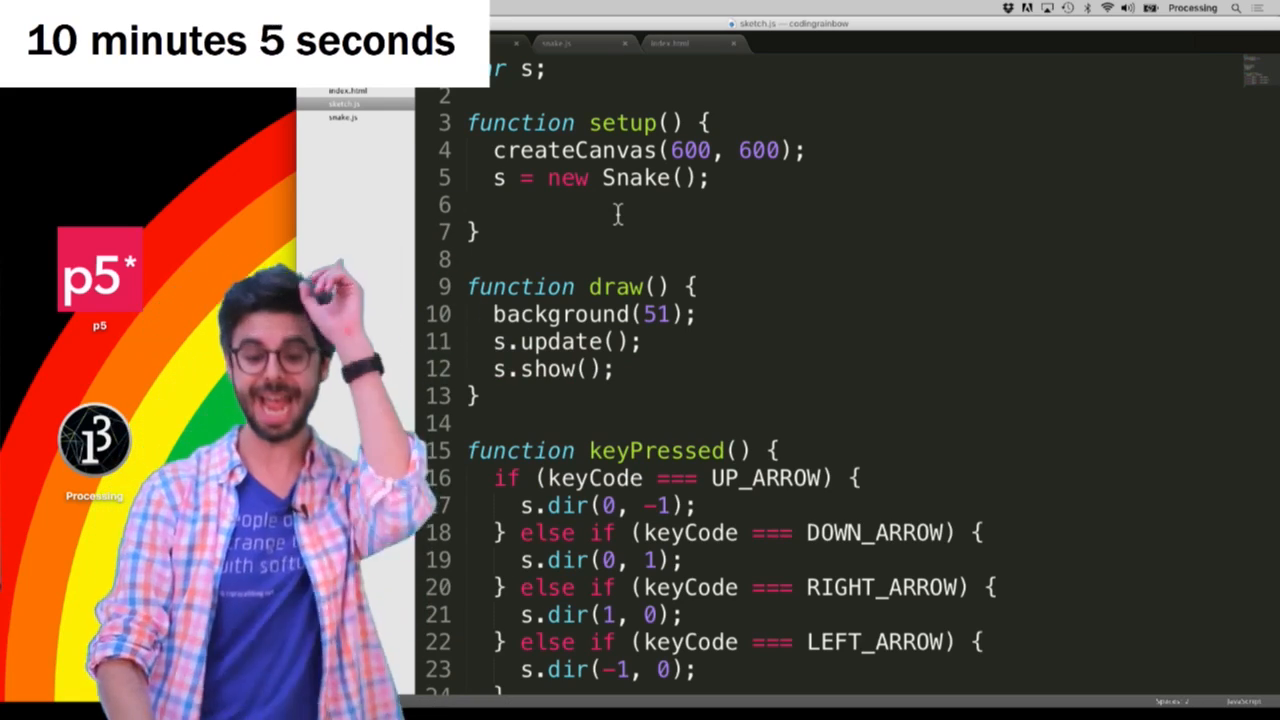 10 minutes 5 seconds
Processing
sketch.js — codingrainbow
snake.js
index.html
s;
index.html
sketch.js
snake.js
2
3 function setup() {
4 createCanvas(600, 600);
5 s = new Snake();
6
7 }
8
9 function draw() {
10 background(51);
11 s.update();
12 s.show();
13 }
14
15 function keyPressed() {
16 if (keyCode === UP_ARROW) {
17 s.dir(0, -1);
18 } else if (keyCode === DOWN_ARROW) {
19 s.dir(0, 1);
20 } else if (keyCode === RIGHT_ARROW) {
21 s.dir(1, 0);
22 } else if (keyCode === LEFT_ARROW) {
23 s.dir(-1, 0);
24 }
p5*
p5
Processing
with
JavaScript